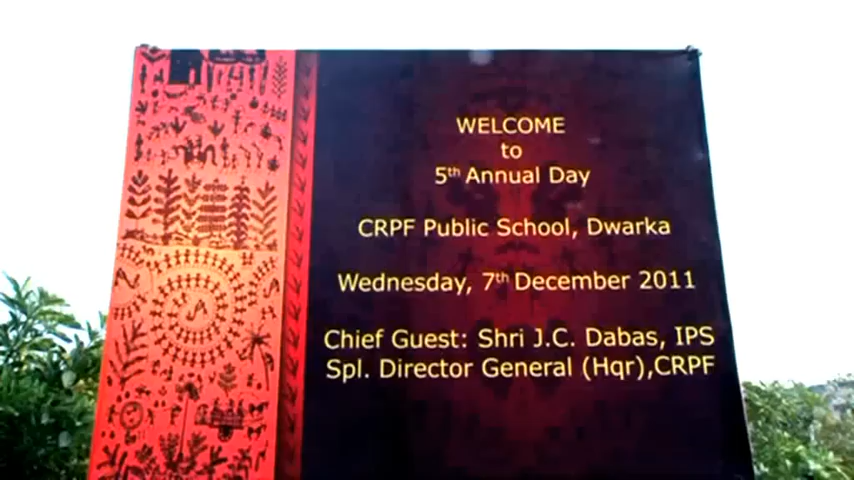 WELCOME
to
5th Annual Day
CRPF Public School, Dwarka
Wednesday, 7th December 2011
Chief Guest: Shri J.C. Dabas, IPS
Spl. Director General (Hqr),CRPF